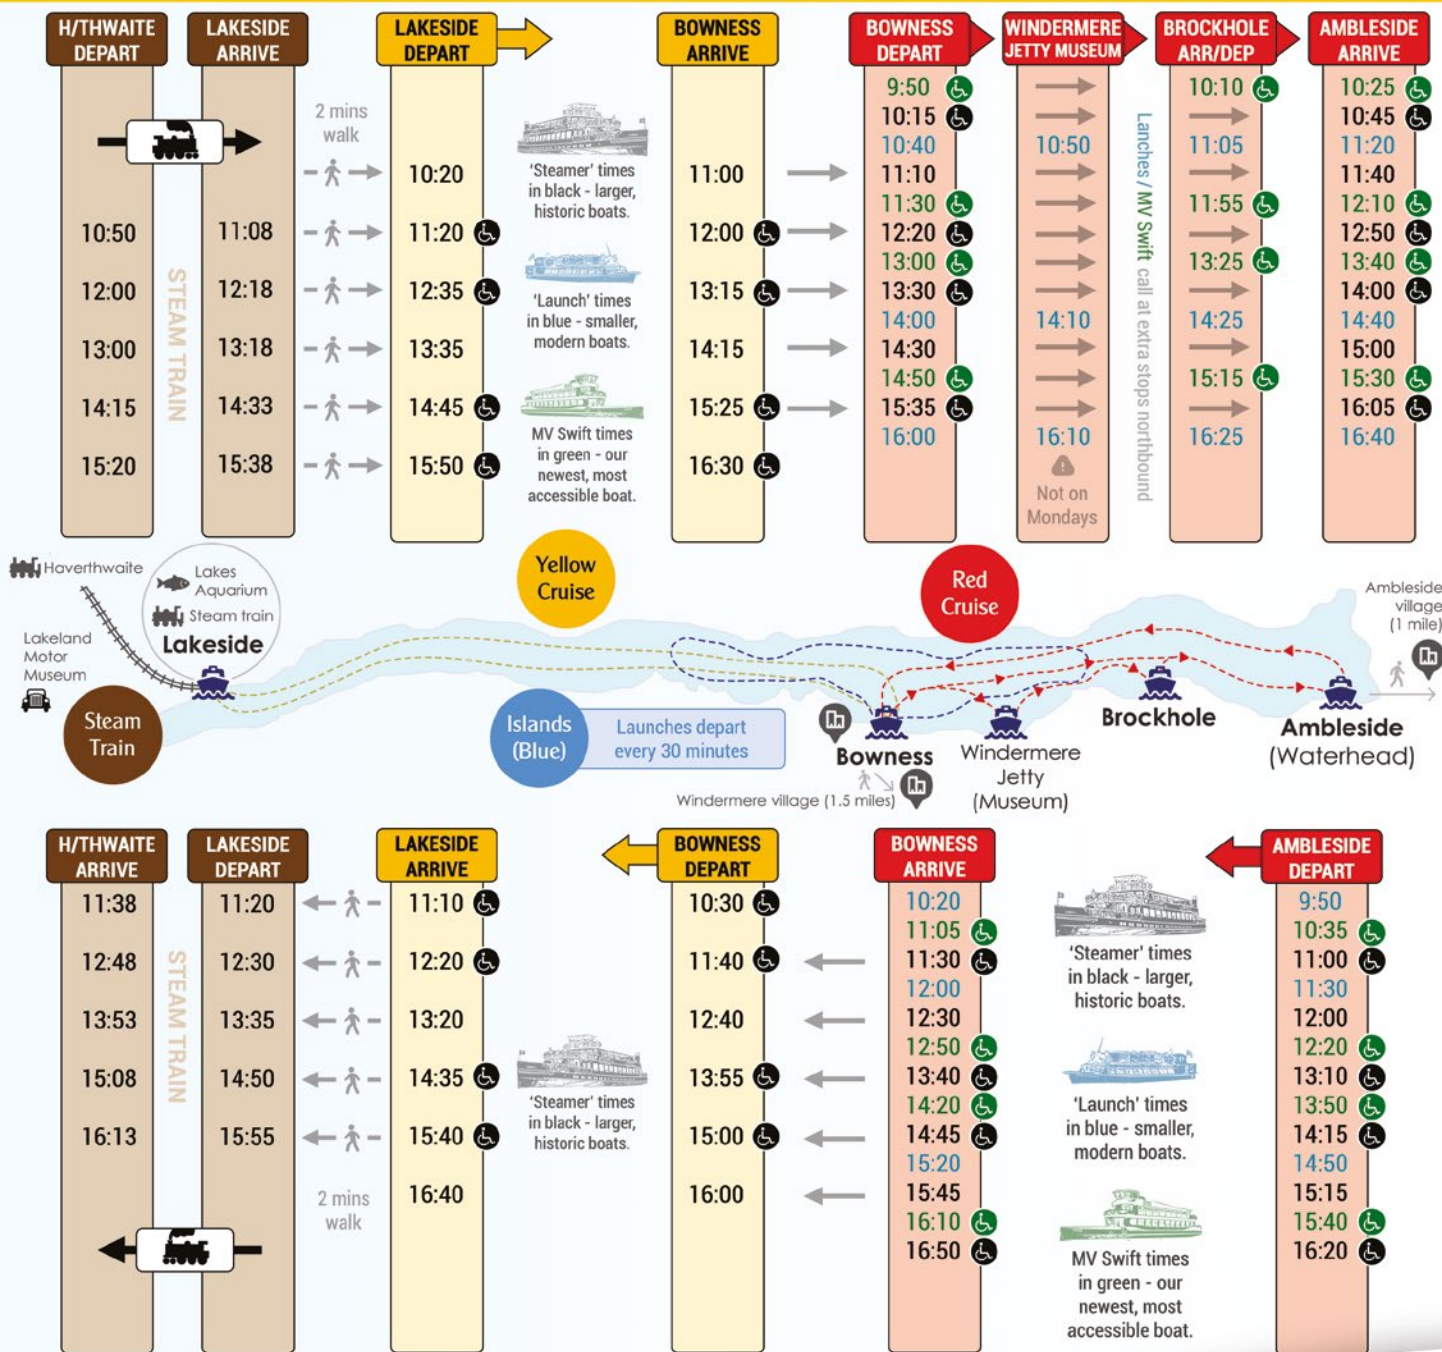 H/THWAITE DEPART
LAKESIDE ARRIVE
LAKESIDE DEPART
BOWNESS ARRIVE
BOWNESS DEPART
WINDERMERE JETTY MUSEUM
BROCKHOLE ARR/DEP
AMBLESIDE ARRIVE
2 mins
walk
STEAM TRAIN
10:50
12:00
13:00
14:15
15:20
11:08
12:18
13:18
14:33
15:38
10:20
11:20
12:35
13:35
14:45
15:50
'Steamer' times
in black - larger,
historic boats.
'Launch' times
in blue - smaller,
modern boats.
MV Swift times
in green - our
newest, most
accessible boat.
11:00
12:00
13:15
14:15
15:25
16:30
9:50
10:15
10:40
11:10
11:30
12:20
13:00
13:30
14:00
14:30
14:50
15:35
16:00
10:50
14:10
16:10
Not on
Mondays
Lanches / MV Swift call at extra stops northbound
10:10
11:05
11:55
13:25
14:25
15:15
16:25
10:25
10:45
11:20
11:40
12:10
12:50
13:40
14:00
14:40
15:00
15:30
16:05
16:40
Haverthwaite
Lakes
Aquarium
Steam train
Lakeside
Lakeland
Motor
Museum
Steam
Train
Yellow
Cruise
Islands
(Blue)
Launches depart
every 30 minutes
Red
Cruise
Bowness
Windermere village (1.5 miles)
Windermere
Jetty
(Museum)
Brockhole
Ambleside
(Waterhead)
Ambleside
village
(1 mile)
H/THWAITE ARRIVE
LAKESIDE DEPART
LAKESIDE ARRIVE
BOWNESS DEPART
BOWNESS ARRIVE
AMBLESIDE DEPART
11:38
12:48
13:53
15:08
16:13
STEAM TRAIN
11:20
12:30
13:35
14:50
15:55
2 mins
walk
11:10
12:20
13:20
14:35
15:40
16:40
'Steamer' times
in black - larger,
historic boats.
10:30
11:40
12:40
13:55
15:00
16:00
10:20
11:05
11:30
12:00
12:30
12:50
13:40
14:20
14:45
15:20
15:45
16:10
16:50
'Steamer' times
in black - larger,
historic boats.
'Launch' times
in blue - smaller,
modern boats.
MV Swift times
in green - our
newest, most
accessible boat.
9:50
10:35
11:00
11:30
12:00
12:20
13:10
13:50
14:15
14:50
15:15
15:40
16:20